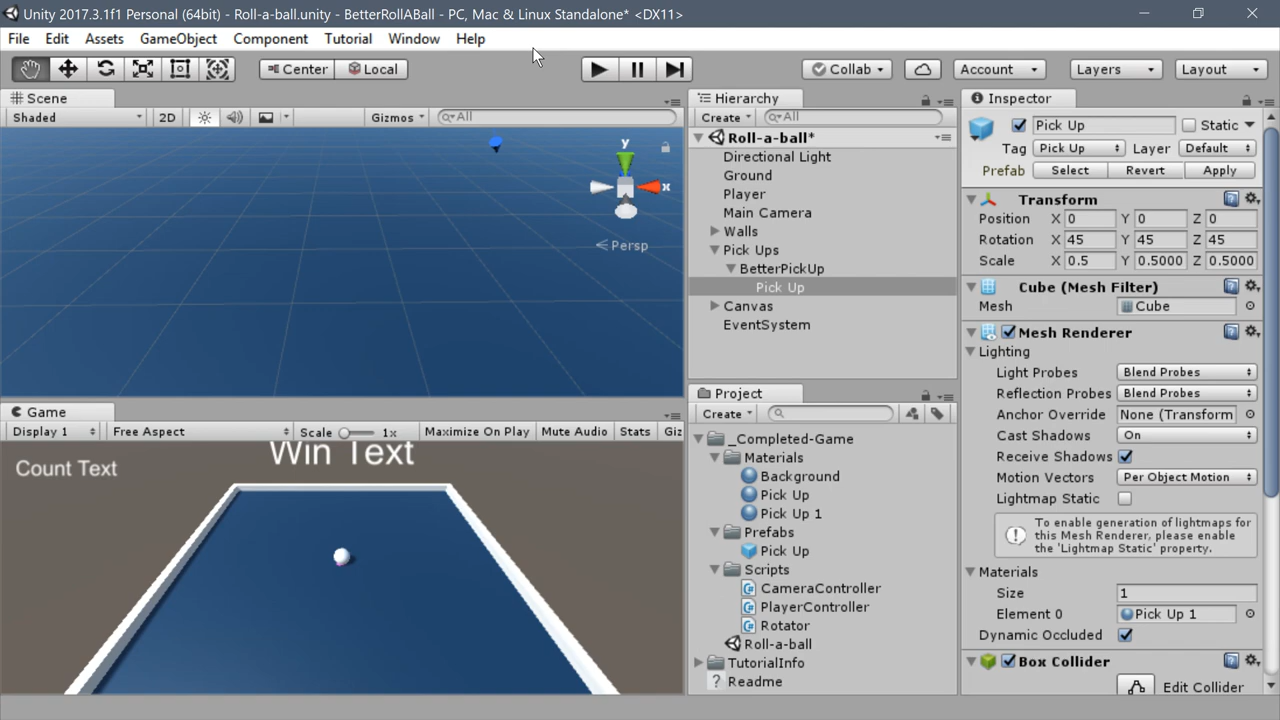 Unity 2017.3.1f1 Personal (64bit) - Roll-a-ball.unity - BetterRollABall - PC, Mac & Linux Standalone* <DX11>
File Edit Assets GameObject Component Tutorial Window Help
Center Local Collab Account Layers Layout
Scene
Shaded 2D Gizmos All
y
x
Persp
Game
Display 1 Free Aspect Scale 1x Maximize On Play Mute Audio Stats Giz
Win Text
Count Text
Hierarchy
Create All
Roll-a-ball*
Directional Light
Ground
Player
Main Camera
Walls
Pick Ups
BetterPickUp
Pick Up
Canvas
EventSystem
Project
Create
_Completed-Game
Materials
Background
Pick Up
Pick Up 1
Prefabs
Pick Up
Scripts
CameraController
PlayerController
Rotator
Roll-a-ball
TutorialInfo
Readme
Inspector
Pick Up Static
Tag Pick Up Layer Default
Prefab Select Revert Apply
Transform
Position X 0 Y 0 Z 0
Rotation X 45 Y 45 Z 45
Scale X 0.5 Y 0.5000 Z 0.5000
Cube (Mesh Filter)
Mesh Cube
Mesh Renderer
Lighting
Light Probes Blend Probes
Reflection Probes Blend Probes
Anchor Override None (Transform
Cast Shadows On
Receive Shadows
Motion Vectors Per Object Motion
Lightmap Static
To enable generation of lightmaps for
this Mesh Renderer, please enable
the 'Lightmap Static' property.
Materials
Size 1
Element 0 Pick Up 1
Dynamic Occluded
Box Collider
Edit Collider